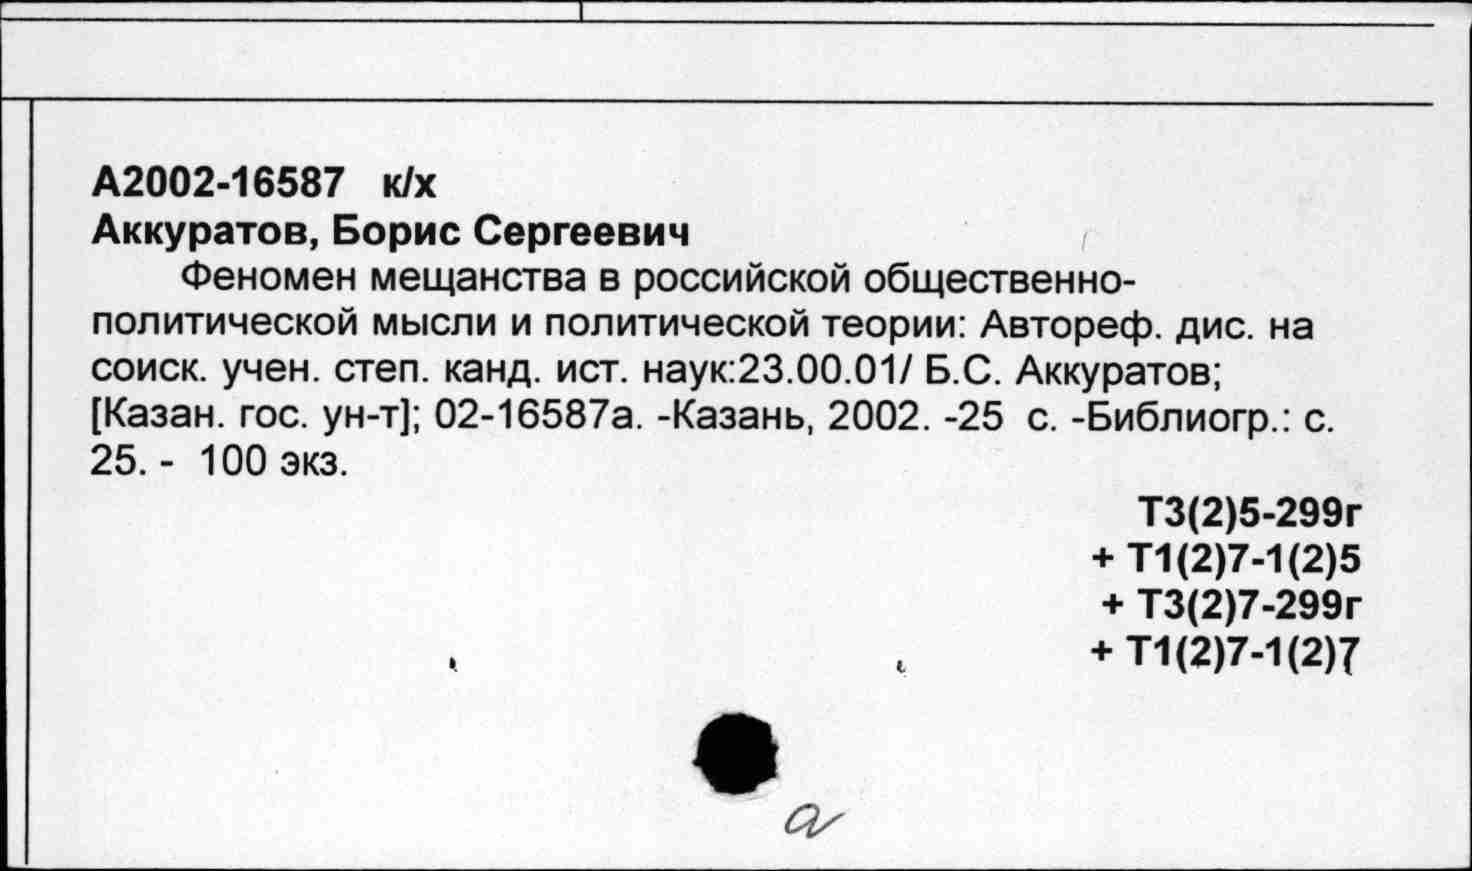 А2002-16587 к/х
Аккуратов, Борис Сергеевич
Феномен мещанства в российской общественно-
политической мысли и политической теории: Автореф. дис. на
соиск. учен. степ. канд. ист. наук:23.00.01/ Б.С. Аккуратов;
[Казан. гос. ун-т]; 02-16587а. -Казань, 2002. -25 с. -Библиогр.: с.
25. - 100 экз.
Т3(2)5-299г
+ Т1(2)7-1(2)5
+ Т3(2)7-299г
+ Т1(2)7-1(2)7
а